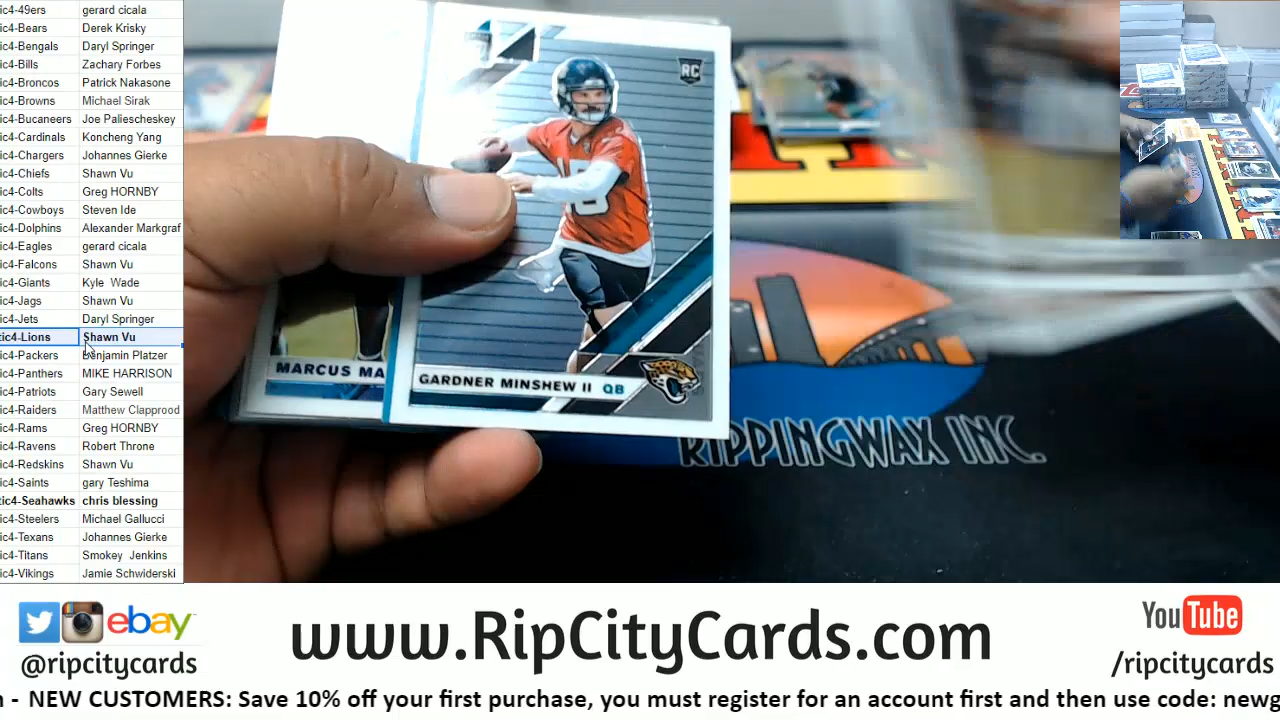 ic4-49ers gerard cicala
ic4-Bears Derek Krisky
ic4-Bengals Daryl Springer
ic4-Bills Zachary Forbes
ic4-Broncos Patrick Nakasone
ic4-Browns Michael Sirak
ic4-Bucaneers Joe Paliescheskey
ic4-Cardinals Koncheng Yang
ic4-Chargers Johannes Gierke
ic4-Chiefs Shawn Vu
ic4-Colts Greg HORNBY
ic4-Cowboys Steven Ide
ic4-Dolphins Alexander Markgraf
ic4-Eagles gerard cicala
ic4-Falcons Shawn Vu
ic4-Giants Kyle Wade
ic4-Jags Shawn Vu
ic4-Jets Daryl Springer
tic4-Lions Shawn Vu
ic4-Packers Benjamin Platzer
ic4-Panthers MIKE HARRISON
ic4-Patriots Gary Sewell
ic4-Raiders Matthew Clapprood
ic4-Rams Greg HORNBY
ic4-Ravens Robert Throne
ic4-Redskins Shawn Vu
ic4-Saints gary Teshima
tic4-Seahawks chris blessing
ic4-Steelers Michael Gallucci
ic4-Texans Johannes Gierke
ic4-Titans Smokey Jenkins
ic4-Vikings Jamie Schwiderski
RC
MARCUS MA
GARDNER MINSHEW II QB
RIPPINGWAX INC.
ebay
@ripcitycards
www.RipCityCards.com
YouTube
/ripcitycards
n - NEW CUSTOMERS: Save 10% off your first purchase, you must register for an account first and then use code: newg